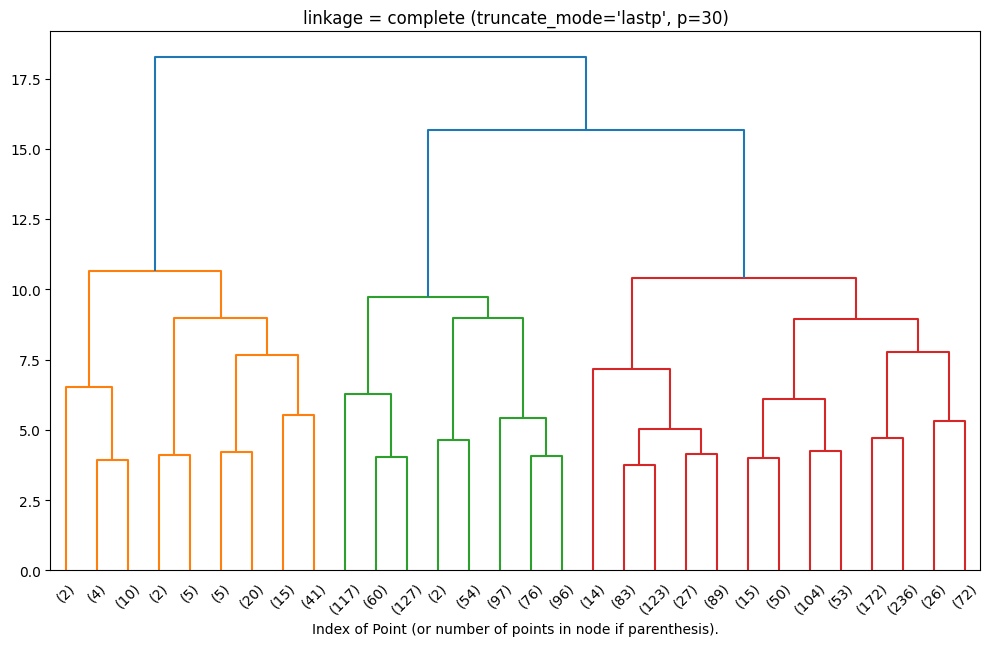 linkage = complete (truncate_mode='lastp', p=30)
17.5
15.0
12.5
10.0
7.5
5.0
2.5
0.0
(2) (4) (10) (2) (5) (5) (20) (15) (41) (117) (60) (127) (2) (54) (97) (76) (96) (14) (83) (123) (27) (89) (15) (50) (104) (53) (172) (236) (26) (72)
Index of Point (or number of points in node if parenthesis).